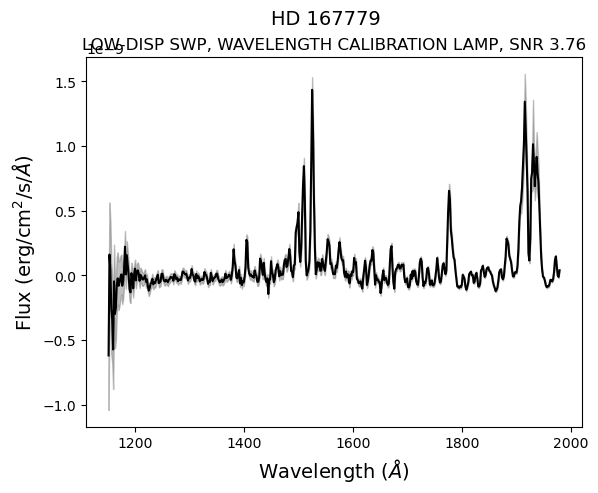 HD 167779
LOW-DISP SWP, WAVELENGTH CALIBRATION LAMP, SNR 3.76
1e−9
1.5
1.0
0.5
0.0
−0.5
−1.0
Flux (erg/cm²/s/Å)
1200 1400 1600 1800 2000
Wavelength (Å)